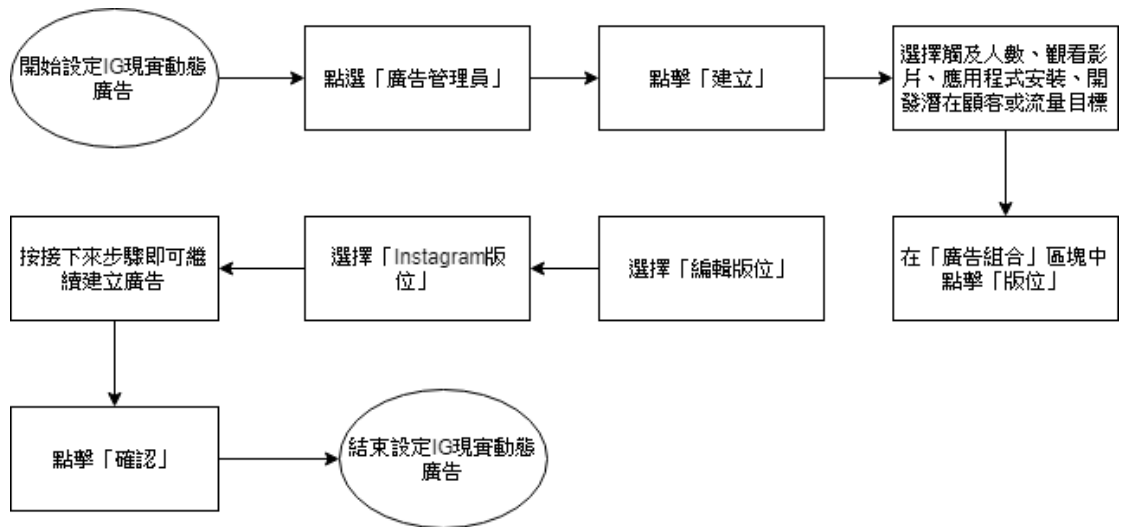 開始設定IG現實動態
廣告
點選「廣告管理員」
點擊「建立」
選擇觸及人數、觀看影
片、應用程式安裝、開
發潛在顧客或流量目標
在「廣告組合」區塊中
點擊「版位」
選擇「編輯版位」
選擇「Instagram版
位」
按接下來步驟即可繼
續建立廣告
點擊「確認」
結束設定IG現實動態
廣告